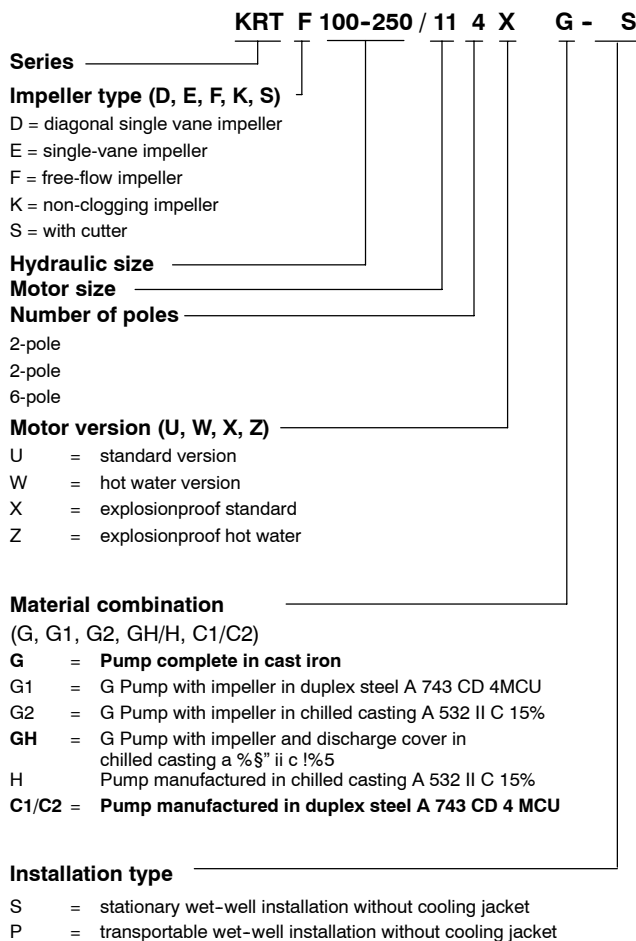 KRT F 100-250 / 11 4 X G - S
Series
Impeller type (D, E, F, K, S)
D = diagonal single vane impeller
E = single-vane impeller
F = free-flow impeller
K = non-clogging impeller
S = with cutter
Hydraulic size
Motor size
Number of poles
2-pole
2-pole
6-pole
Motor version (U, W, X, Z)
U = standard version
W = hot water version
X = explosionproof standard
Z = explosionproof hot water
Material combination
(G, G1, G2, GH/H, C1/C2)
G = Pump complete in cast iron
G1 = G Pump with impeller in duplex steel A 743 CD 4MCU
G2 = G Pump with impeller in chilled casting A 532 II C 15%
GH = G Pump with impeller and discharge cover in
chilled casting a %§” ii c !%5
H Pump manufactured in chilled casting A 532 II C 15%
C1/C2 = Pump manufactured in duplex steel A 743 CD 4 MCU
Installation type
S = stationary wet-well installation without cooling jacket
P = transportable wet-well installation without cooling jacket